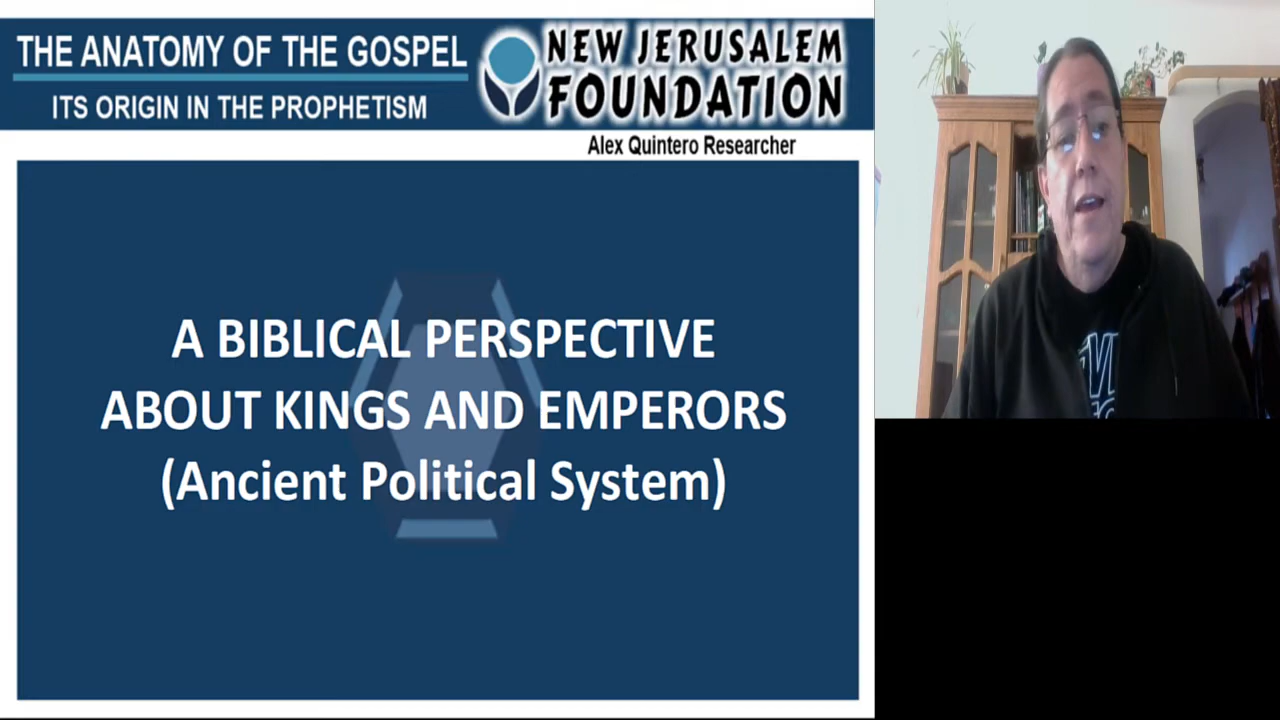 THE ANATOMY OF THE GOSPEL
ITS ORIGIN IN THE PROPHETISM
NEW JERUSALEM
FOUNDATION
Alex Quintero Researcher
A BIBLICAL PERSPECTIVE
ABOUT KINGS AND EMPERORS
(Ancient Political System)